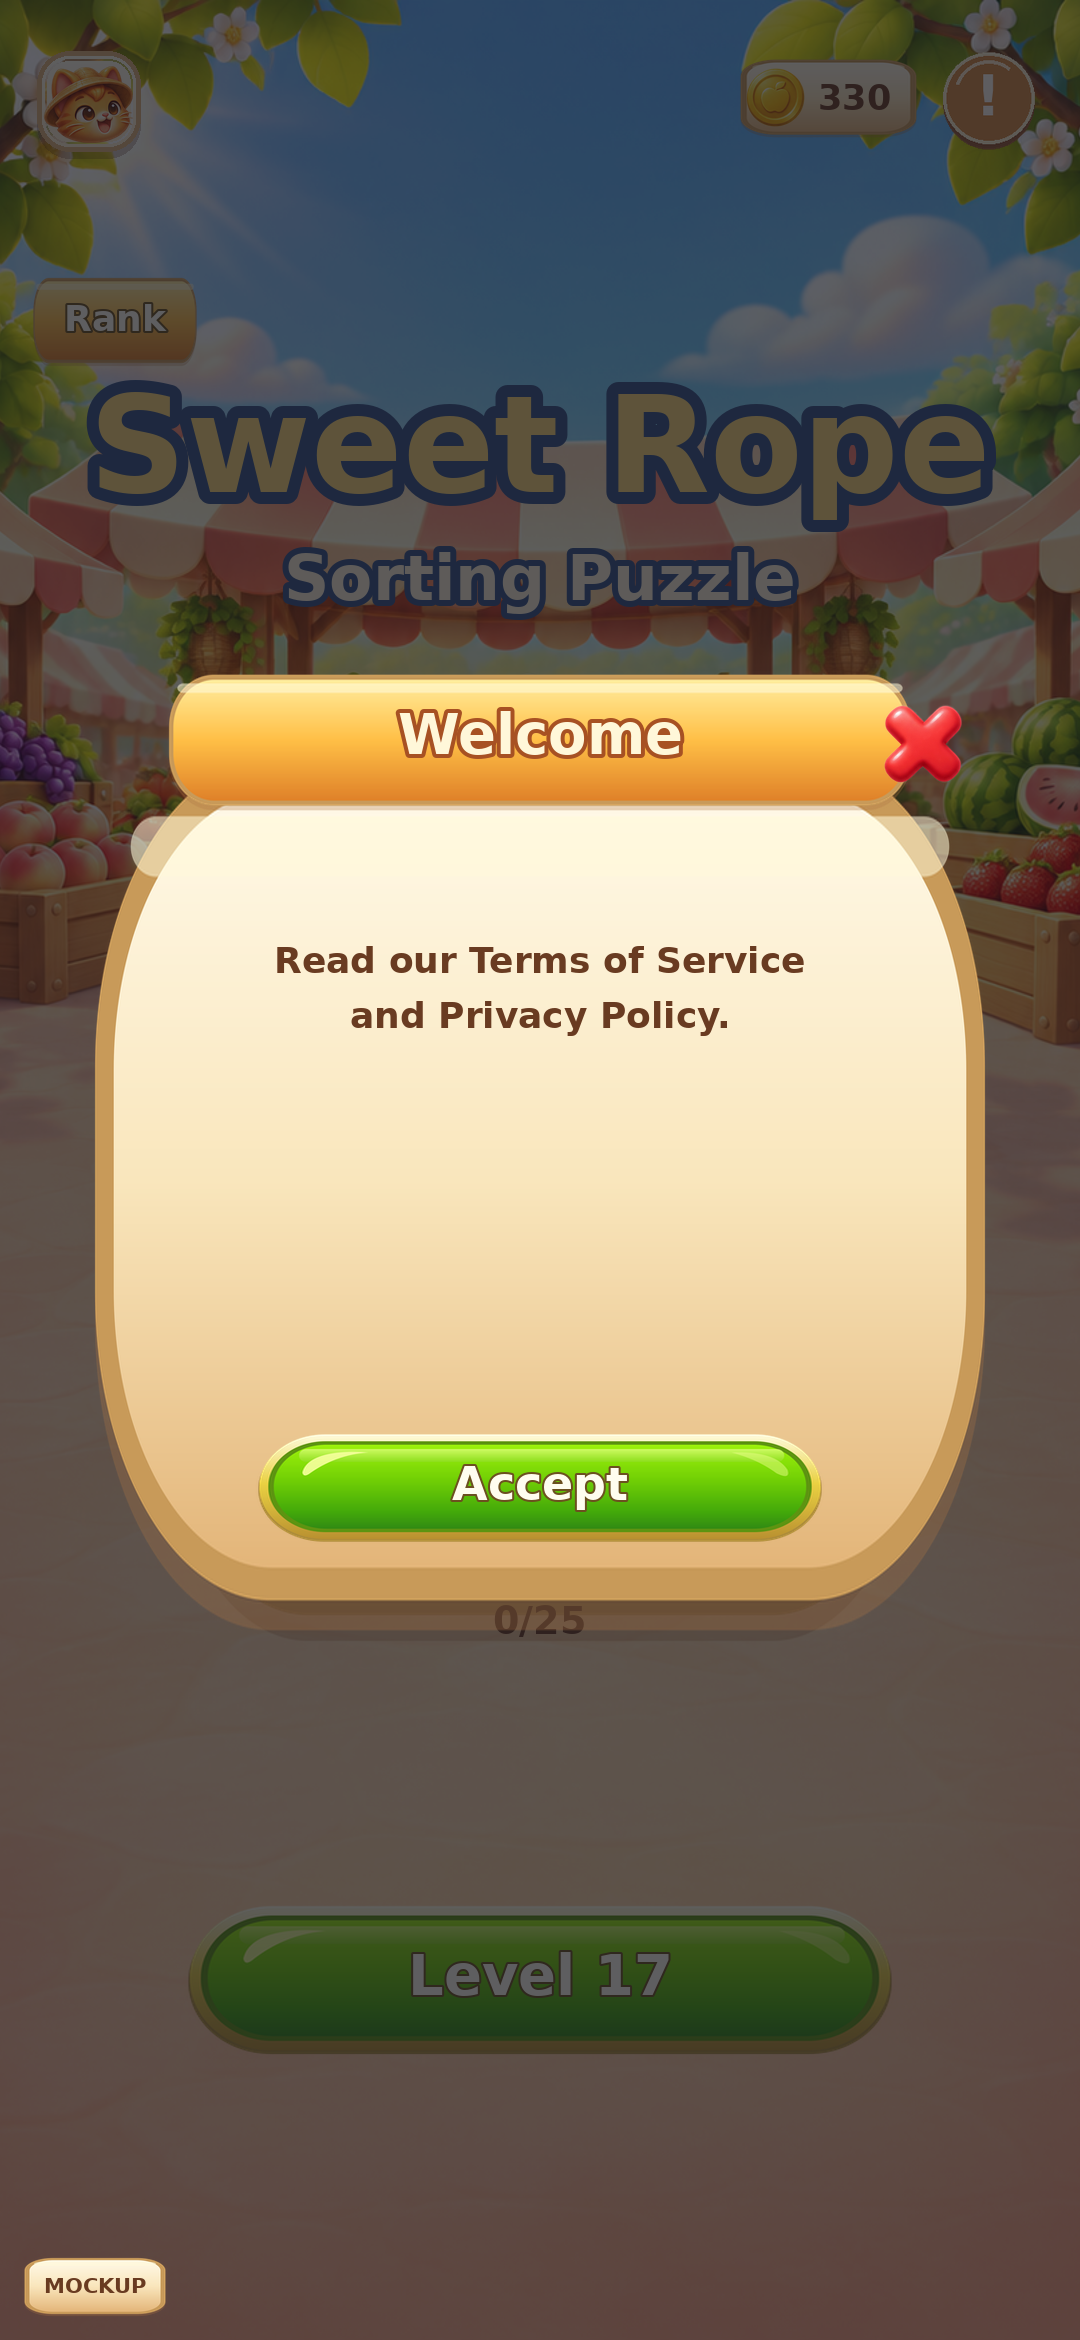 330
!
Rank
Sweet Rope
Sorting Puzzle
Welcome
Read our Terms of Service
and Privacy Policy.
Accept
0/25
Level 17
MOCKUP